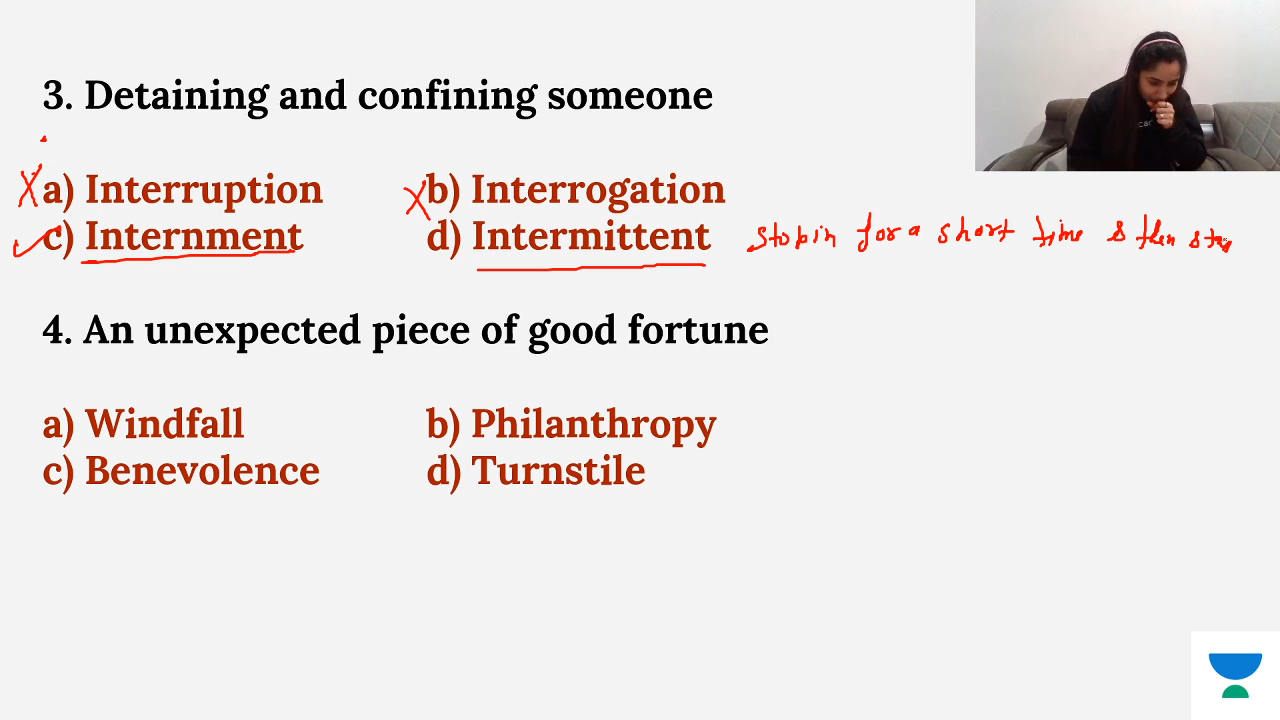 3. Detaining and confining someone
a) Interruption b) Interrogation
c) Internment d) Intermittent for a short time & then
4. An unexpected piece of good fortune
a) Windfall b) Philanthropy
c) Benevolence d) Turnstile